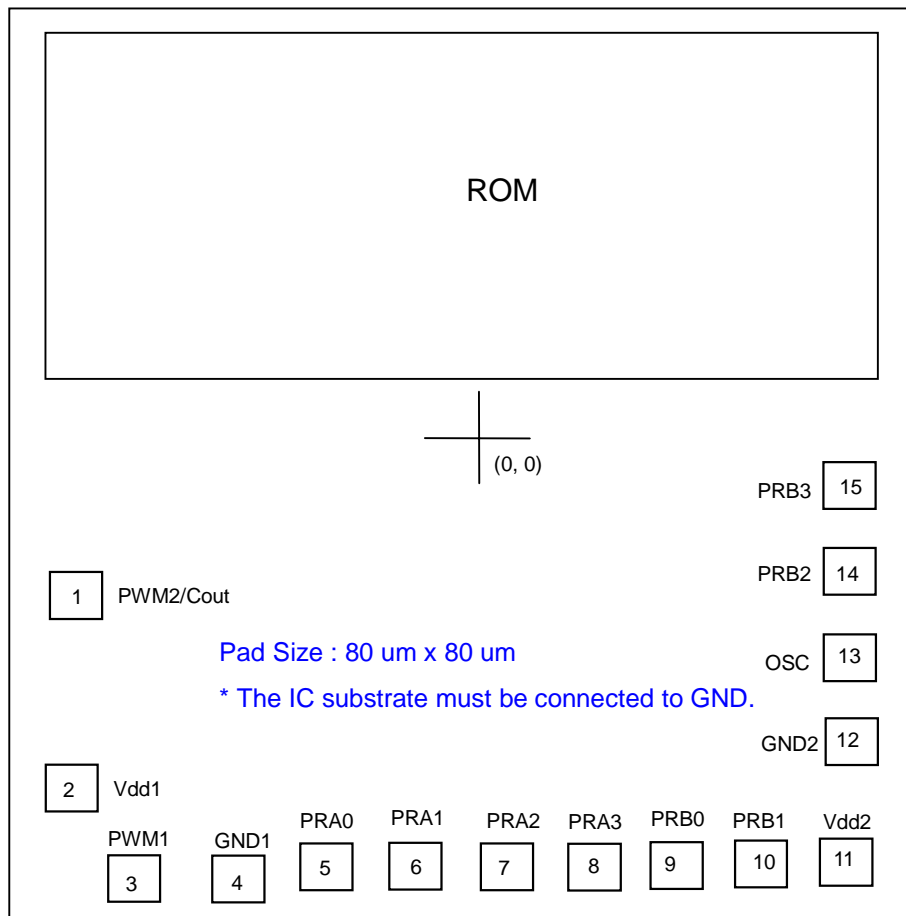 ROM
(0, 0)
PRB3 15
PRB2 14
1 PWM2/Cout
Pad Size : 80 um x 80 um
OSC 13
* The IC substrate must be connected to GND.
GND2 12
2 Vdd1
PWM1 GND1 PRA0 PRA1 PRA2 PRA3 PRB0 PRB1 Vdd2
3 4 5 6 7 8 9 10 11